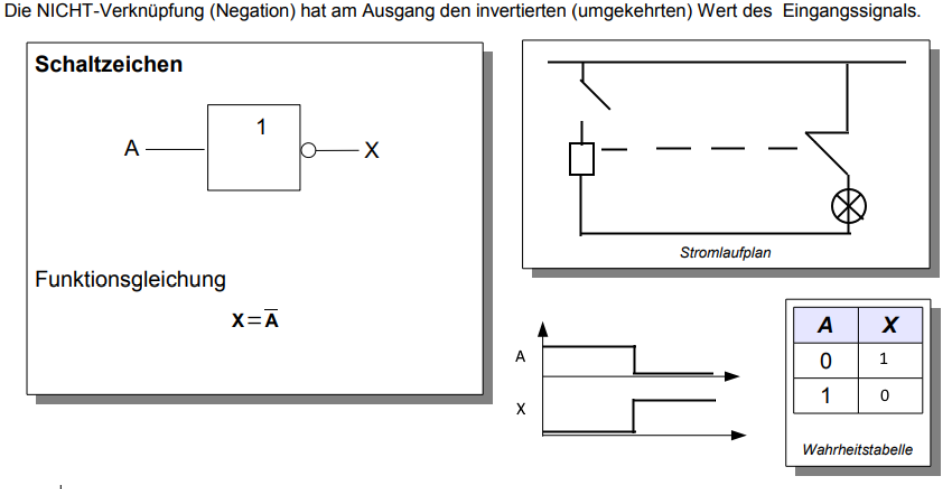 Die NICHT-Verknüpfung (Negation) hat am Ausgang den invertierten (umgekehrten) Wert des Eingangssignals.
Schaltzeichen
1
A X
Funktionsgleichung
X=A̅
Stromlaufplan
A
X
A X
0 1
1 0
Wahrheitstabelle